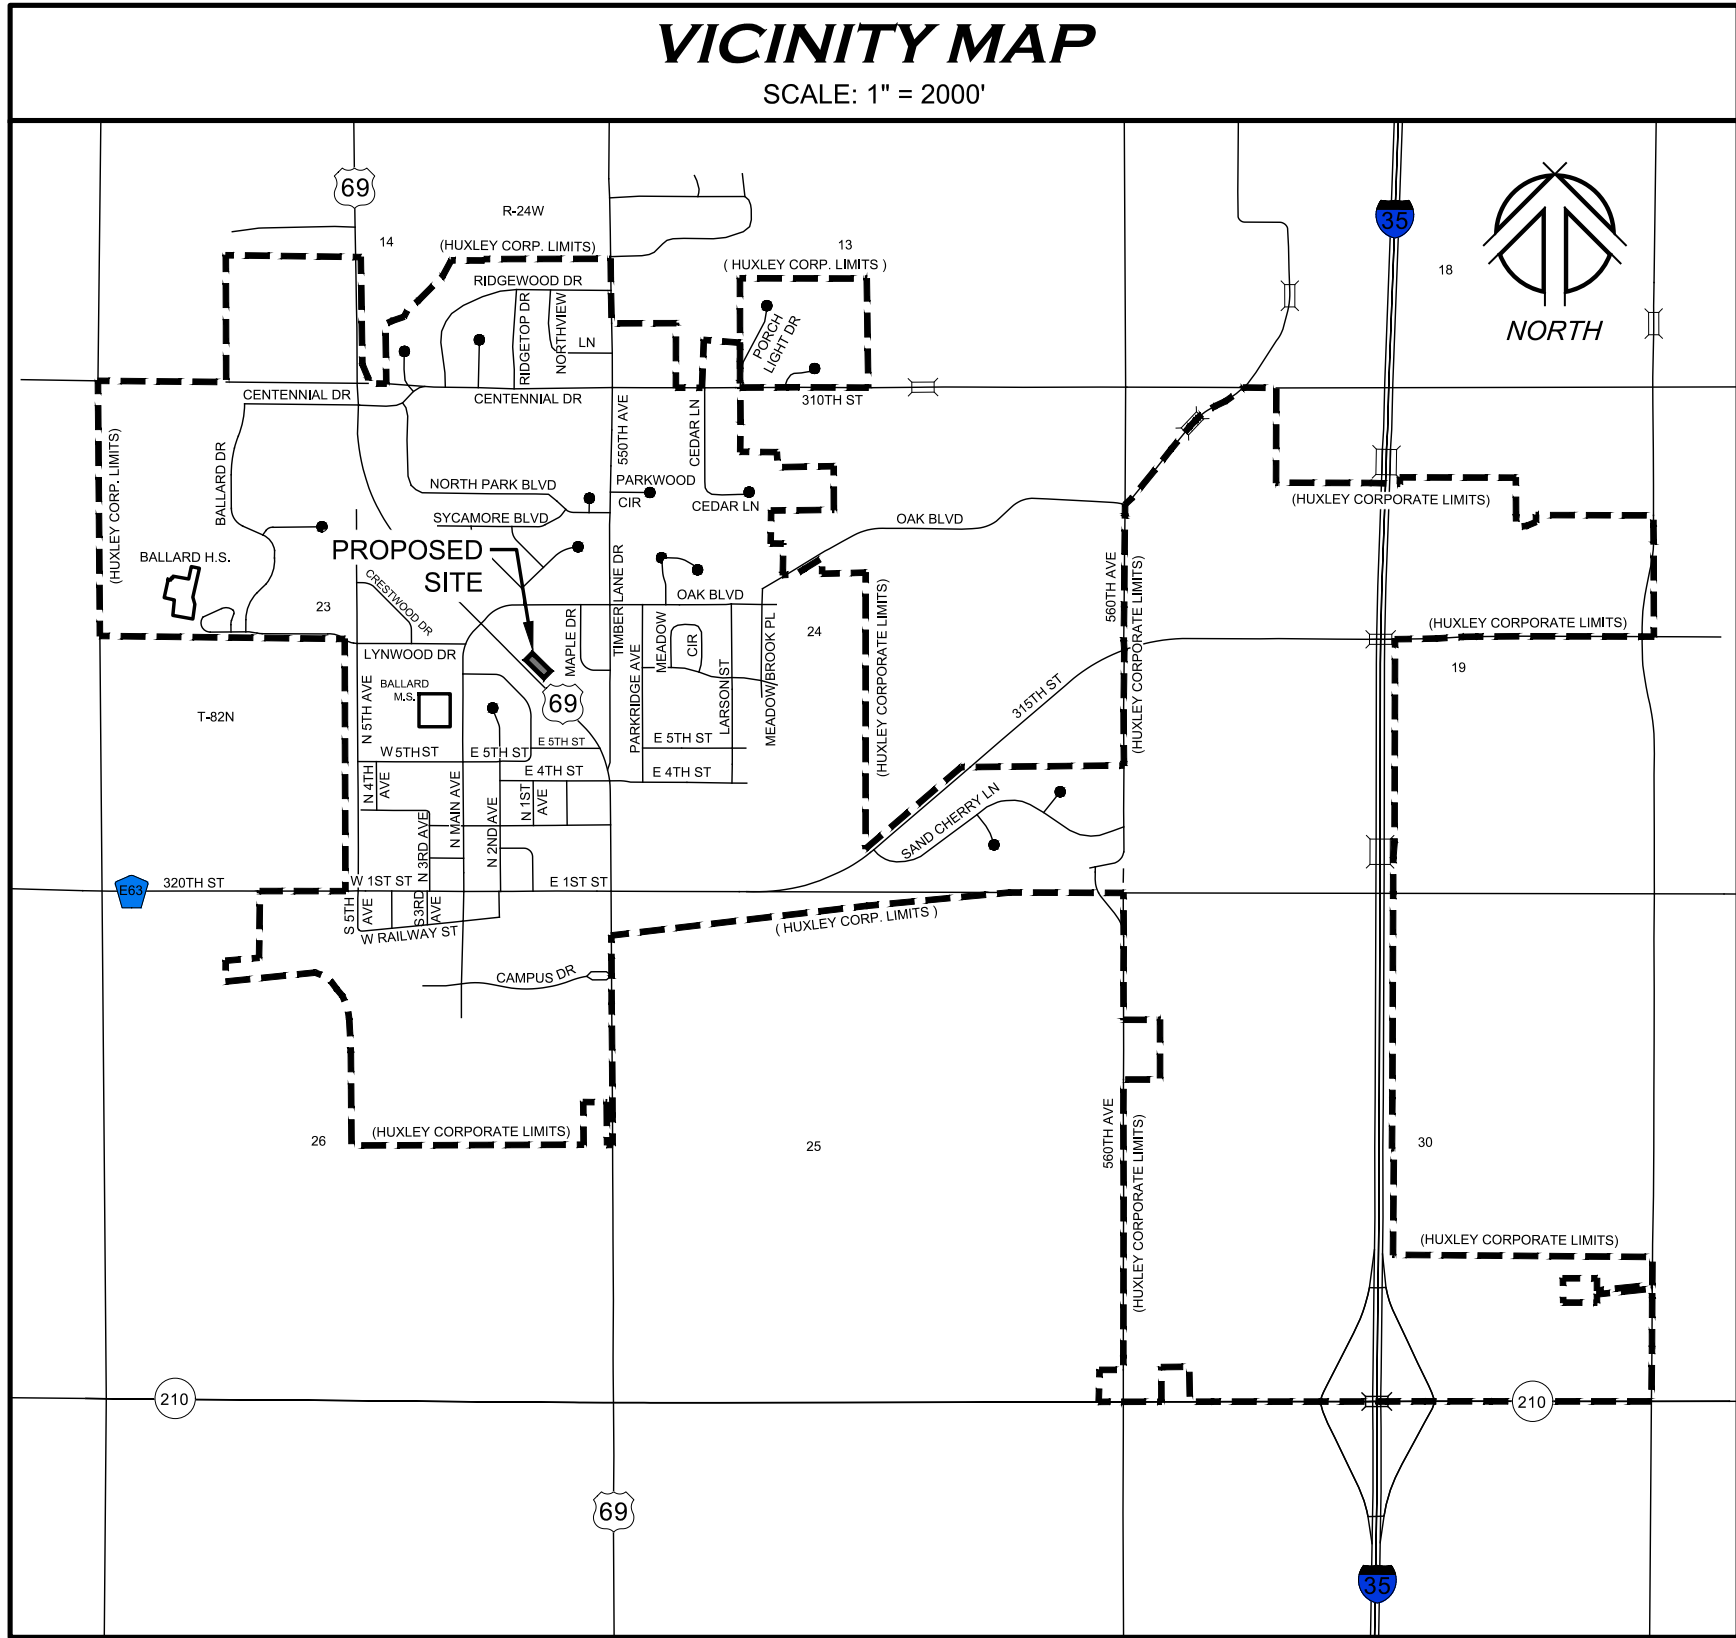 VICINITY MAP
SCALE: 1" = 2000'
69
R-24W
14
(HUXLEY CORP. LIMITS)
13
( HUXLEY CORP. LIMITS )
35
18
NORTH
RIDGEWOOD DR
RIDGETOP DR
NORTHVIEW
LN
PORCH
LIGHT DR
CENTENNIAL DR
CENTENNIAL DR
310TH ST
(HUXLEY CORP. LIMITS)
BALLARD DR
550TH AVE
CEDAR LN
NORTH PARK BLVD
PARKWOOD
CIR
CEDAR LN
(HUXLEY CORPORATE LIMITS)
SYCAMORE BLVD
OAK BLVD
PROPOSED
SITE
BALLARD H.S.
CRESTWOOD DR
23
OAK BLVD
TIMBER LANE DR
MAPLE DR
MEADOW
CIR
24
560TH AVE
(HUXLEY CORPORATE LIMITS)
(HUXLEY CORPORATE LIMITS)
(HUXLEY CORPORATE LIMITS)
LYNWOOD DR
PARKRIDGE AVE
LARSON ST
MEADOW BROOK PL
19
BALLARD
M.S.
N 5TH AVE
69
315TH ST
T-82N
W 5TH ST
E 5TH ST
E 5TH ST
E 5TH ST
E 4TH ST
E 4TH ST
N 4TH
AVE
N MAIN AVE
N 2ND AVE
N 1ST
AVE
N 3RD AVE
SAND CHERRY LN
E63
320TH ST
W 1ST ST
E 1ST ST
S 5TH
AVE
S 3RD
AVE
W RAILWAY ST
( HUXLEY CORP. LIMITS )
CAMPUS DR
26
(HUXLEY CORPORATE LIMITS)
25
560TH AVE
(HUXLEY CORPORATE LIMITS)
30
(HUXLEY CORPORATE LIMITS)
210
210
69
35